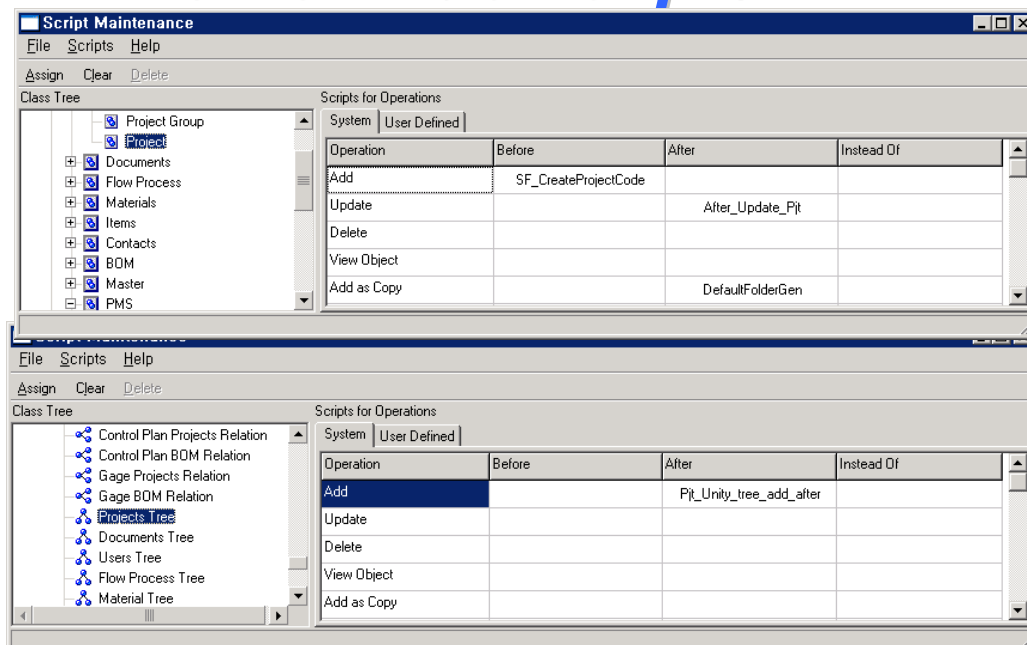 Script Maintenance
File Scripts Help
Assign Clear Delete
Class Tree
Scripts for Operations
Project Group
Project
Documents
Flow Process
Materials
Items
Contacts
BOM
Master
PMS
System User Defined
Operation Before After Instead Of
Add SF_CreateProjectCode
Update After_Update_Pjt
Delete
View Object
Add as Copy DefaultFolderGen
Script Maintenance
File Scripts Help
Assign Clear Delete
Class Tree
Scripts for Operations
Control Plan Projects Relation
Control Plan BOM Relation
Gage Projects Relation
Gage BOM Relation
Projects Tree
Documents Tree
Users Tree
Flow Process Tree
Material Tree
System User Defined
Operation Before After Instead Of
Add Pjt_Unity_tree_add_after
Update
Delete
View Object
Add as Copy